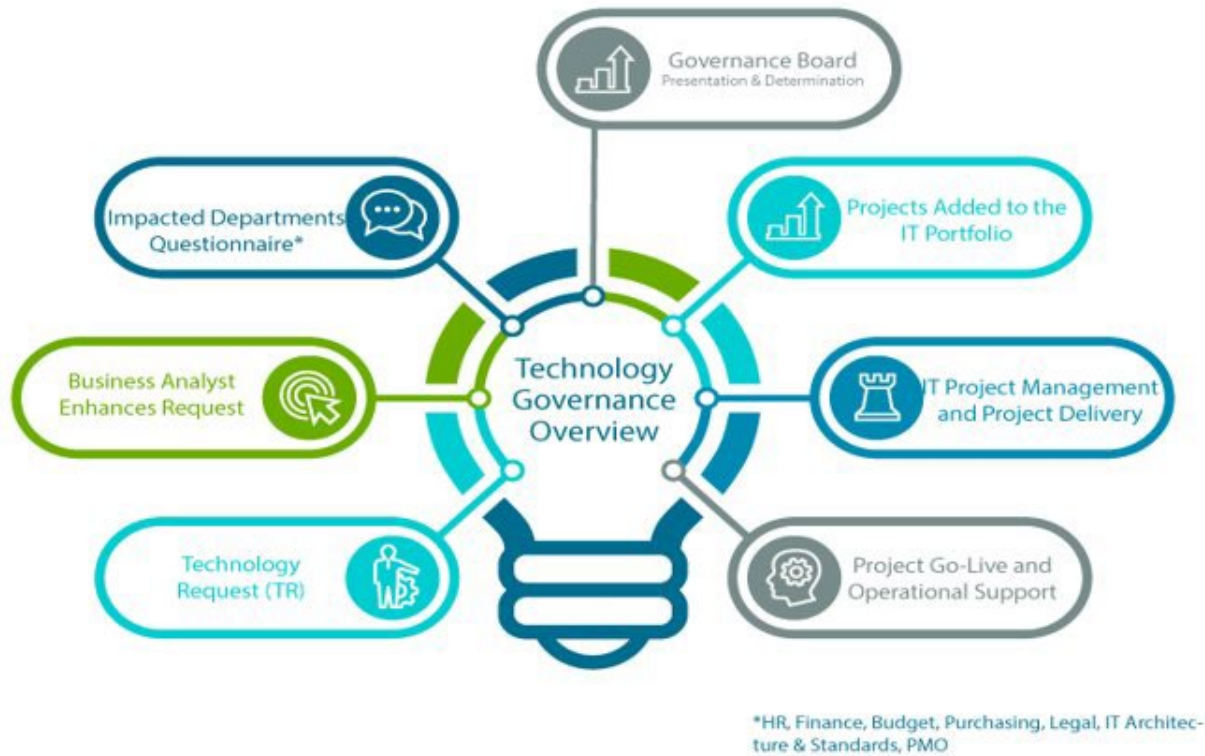 Governance Board
Presentation & Determination
Impacted Departments
Questionnaire*
Projects Added to the
IT Portfolio
Business Analyst
Enhances Request
Technology
Governance
Overview
IT Project Management
and Project Delivery
Technology
Request (TR)
Project Go-Live and
Operational Support
*HR, Finance, Budget, Purchasing, Legal, IT Architec-
ture & Standards, PMO